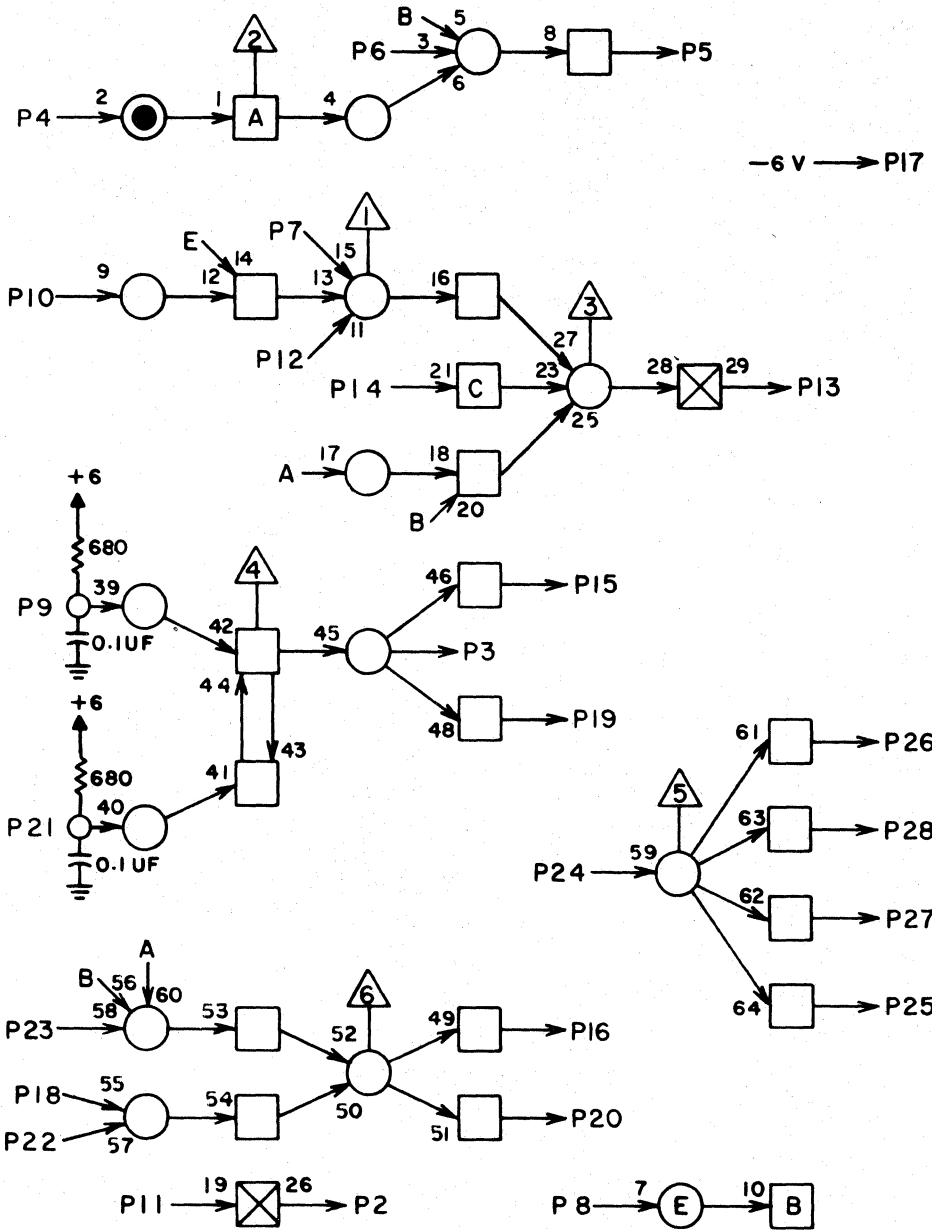 B 5
2
P6 3 8 P5
6
P4 2 1 A 4
−6 V P17
1
E P7
14 15
P10 9 12 13 16 3
P12 11
27
P14 21 C 23 28 29 P13
25
A 17 18
B 20
+6
680
4
P9 39 46 P15
0.1UF 42 45 P3
44
48 P19
+6
43
680 41
61 P26
P21 40 5
0.1UF
63 P28
P24 59
62 P27
A
B 56 60
6
64 P25
P23 58 53 52 49 P16
P18 55 54 50
51 P20
P22 57
P11 19 26 P2
P8 7 E 10 B